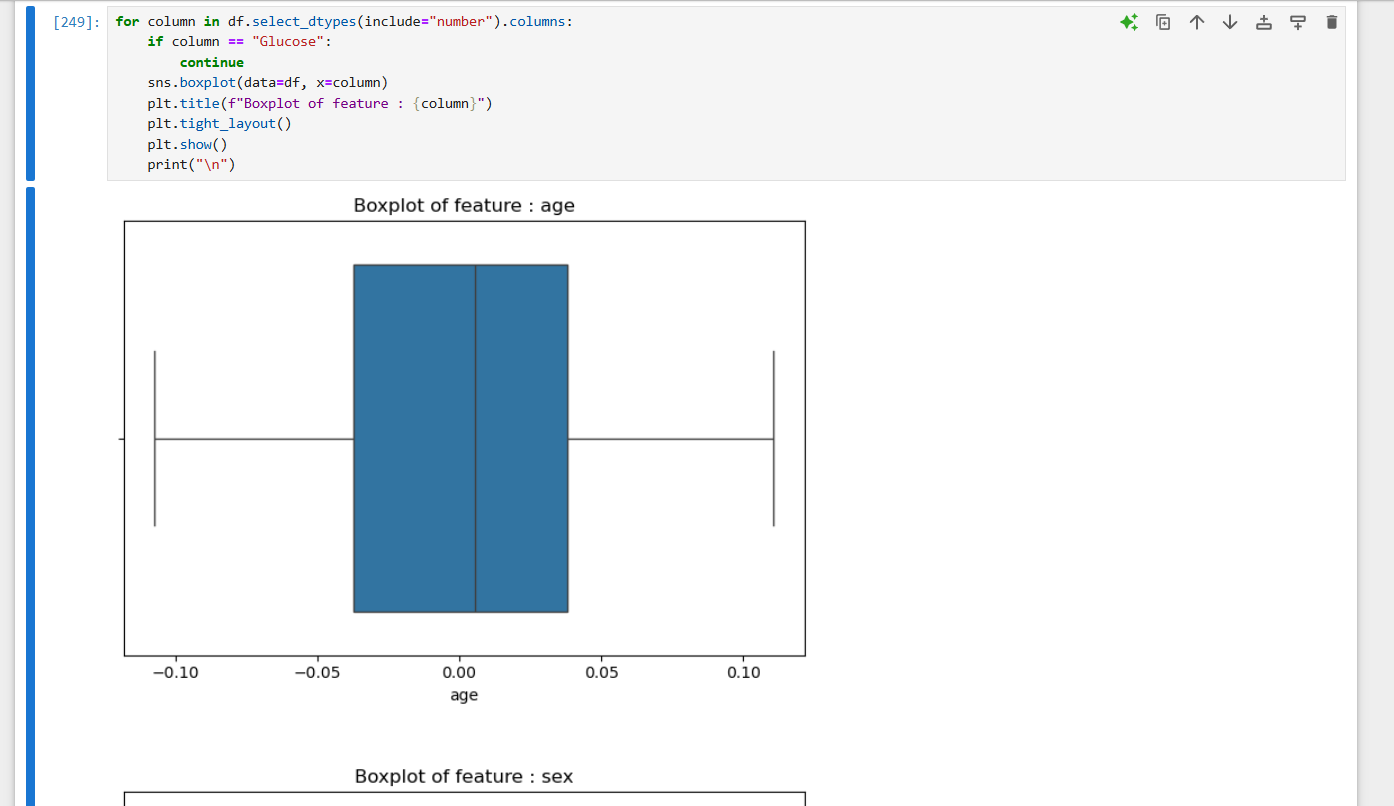 [249]: for column in df.select_dtypes(include="number").columns:
    if column == "Glucose":
        continue
    sns.boxplot(data=df, x=column)
    plt.title(f"Boxplot of feature : {column}")
    plt.tight_layout()
    plt.show()
    print("\n")
Boxplot of feature : age
−0.10 −0.05 0.00 0.05 0.10
age
Boxplot of feature : sex